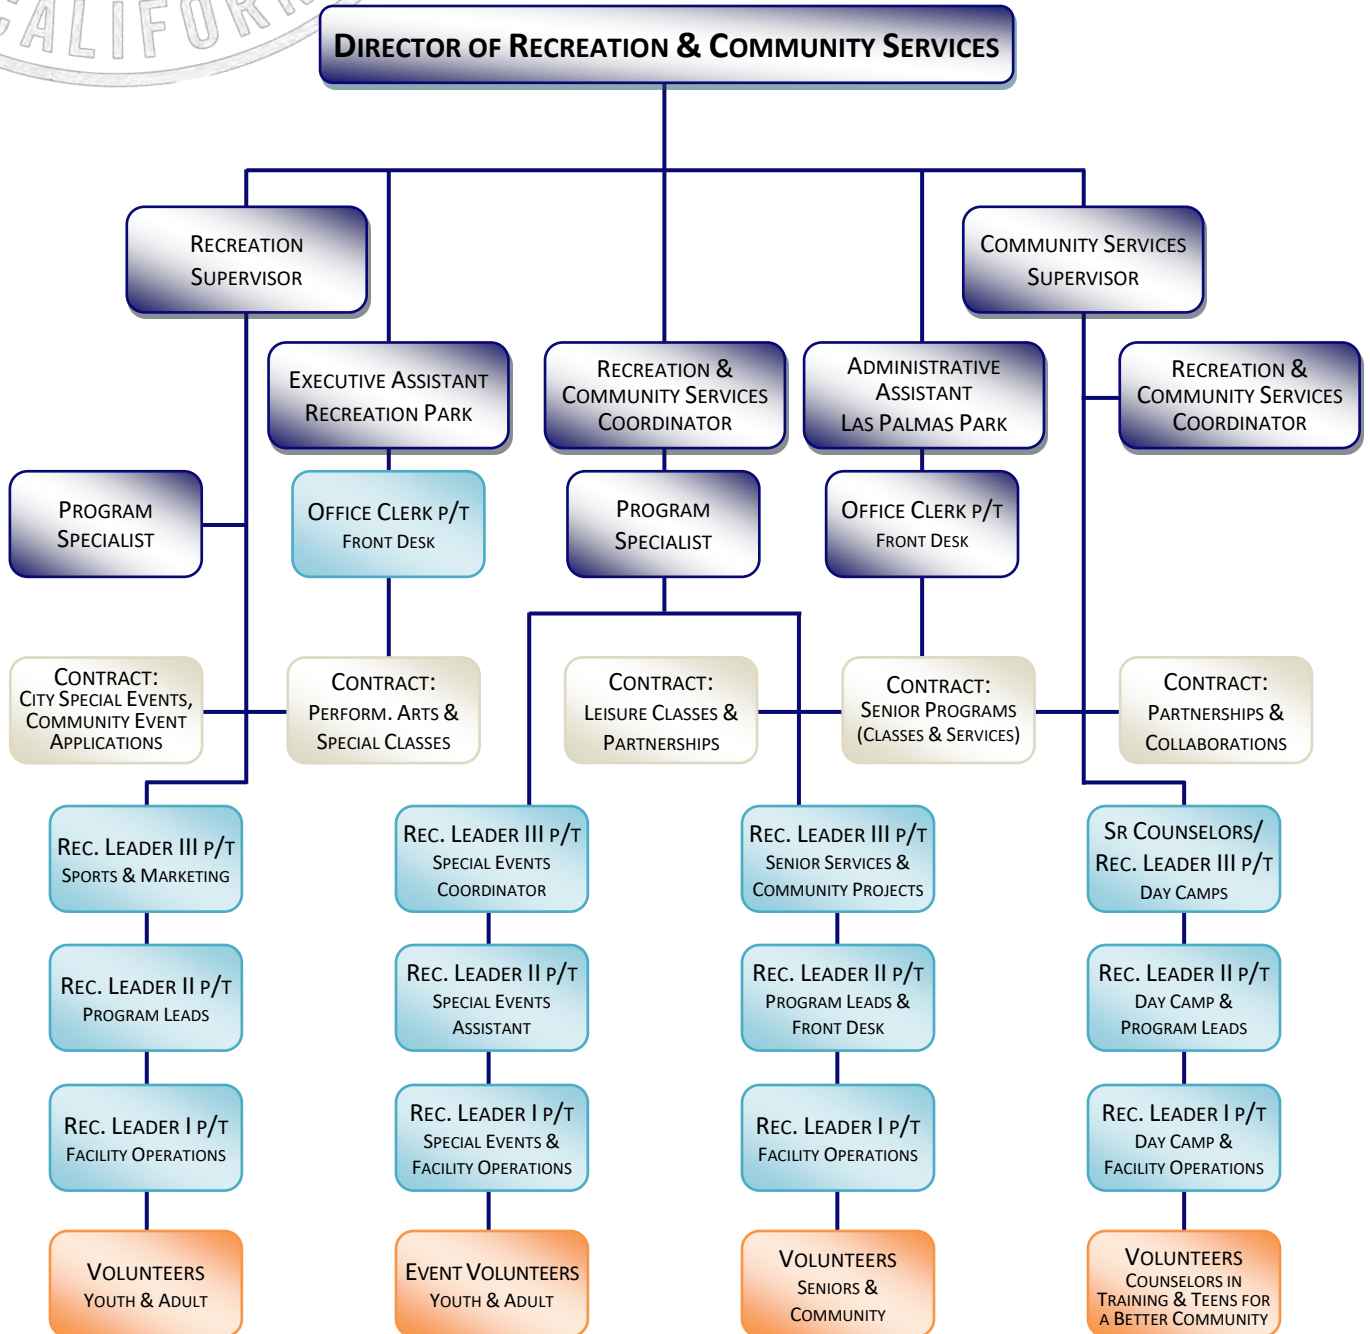 CALIFORN
DIRECTOR OF RECREATION & COMMUNITY SERVICES
RECREATION
SUPERVISOR
COMMUNITY SERVICES
SUPERVISOR
EXECUTIVE ASSISTANT
RECREATION PARK
RECREATION &
COMMUNITY SERVICES
COORDINATOR
ADMINISTRATIVE
ASSISTANT
LAS PALMAS PARK
RECREATION &
COMMUNITY SERVICES
COORDINATOR
PROGRAM
SPECIALIST
OFFICE CLERK P/T
FRONT DESK
PROGRAM
SPECIALIST
OFFICE CLERK P/T
FRONT DESK
CONTRACT:
CITY SPECIAL EVENTS,
COMMUNITY EVENT
APPLICATIONS
CONTRACT:
PERFORM. ARTS &
SPECIAL CLASSES
CONTRACT:
LEISURE CLASSES &
PARTNERSHIPS
CONTRACT:
SENIOR PROGRAMS
(CLASSES & SERVICES)
CONTRACT:
PARTNERSHIPS &
COLLABORATIONS
REC. LEADER III P/T
SPORTS & MARKETING
REC. LEADER III P/T
SPECIAL EVENTS
COORDINATOR
REC. LEADER III P/T
SENIOR SERVICES &
COMMUNITY PROJECTS
SR COUNSELORS/
REC. LEADER III P/T
DAY CAMPS
REC. LEADER II P/T
PROGRAM LEADS
REC. LEADER II P/T
SPECIAL EVENTS
ASSISTANT
REC. LEADER II P/T
PROGRAM LEADS &
FRONT DESK
REC. LEADER II P/T
DAY CAMP &
PROGRAM LEADS
REC. LEADER I P/T
FACILITY OPERATIONS
REC. LEADER I P/T
SPECIAL EVENTS &
FACILITY OPERATIONS
REC. LEADER I P/T
FACILITY OPERATIONS
REC. LEADER I P/T
DAY CAMP &
FACILITY OPERATIONS
VOLUNTEERS
YOUTH & ADULT
EVENT VOLUNTEERS
YOUTH & ADULT
VOLUNTEERS
SENIORS &
COMMUNITY
VOLUNTEERS
COUNSELORS IN
TRAINING & TEENS FOR
A BETTER COMMUNITY